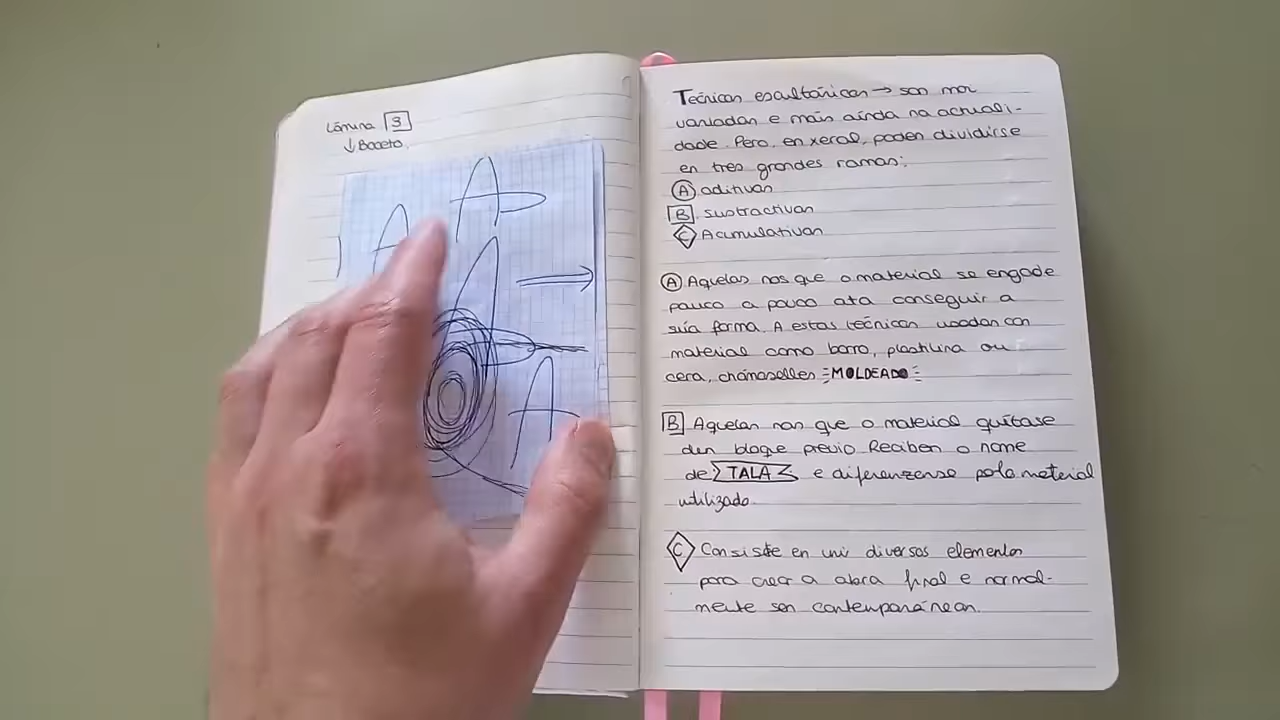 Lámina 3
↓ Boceto.
A
A
A
Técnicas escultóricas → son moi
variadas e máis aínda na actuali-
dade. Pero, en xeral, poden dividirse
en tres grandes ramas:
A aditivas
B sustractivas
C Acumulativas
A Aquelas nas que o material se engade
pouco a pouco ata conseguir a
súa forma. A estas técnicas usadas con
material como barro, plastilina ou
cera, chámaselles MOLDEADO
B Aquelas nas que o material quítase
dun bloque previo. Reciben o nome
de TALA e diferénzense polo material
utilizado.
C Consiste en unir diversos elementos
para crear a obra final e normal-
mente son contemporáneas.